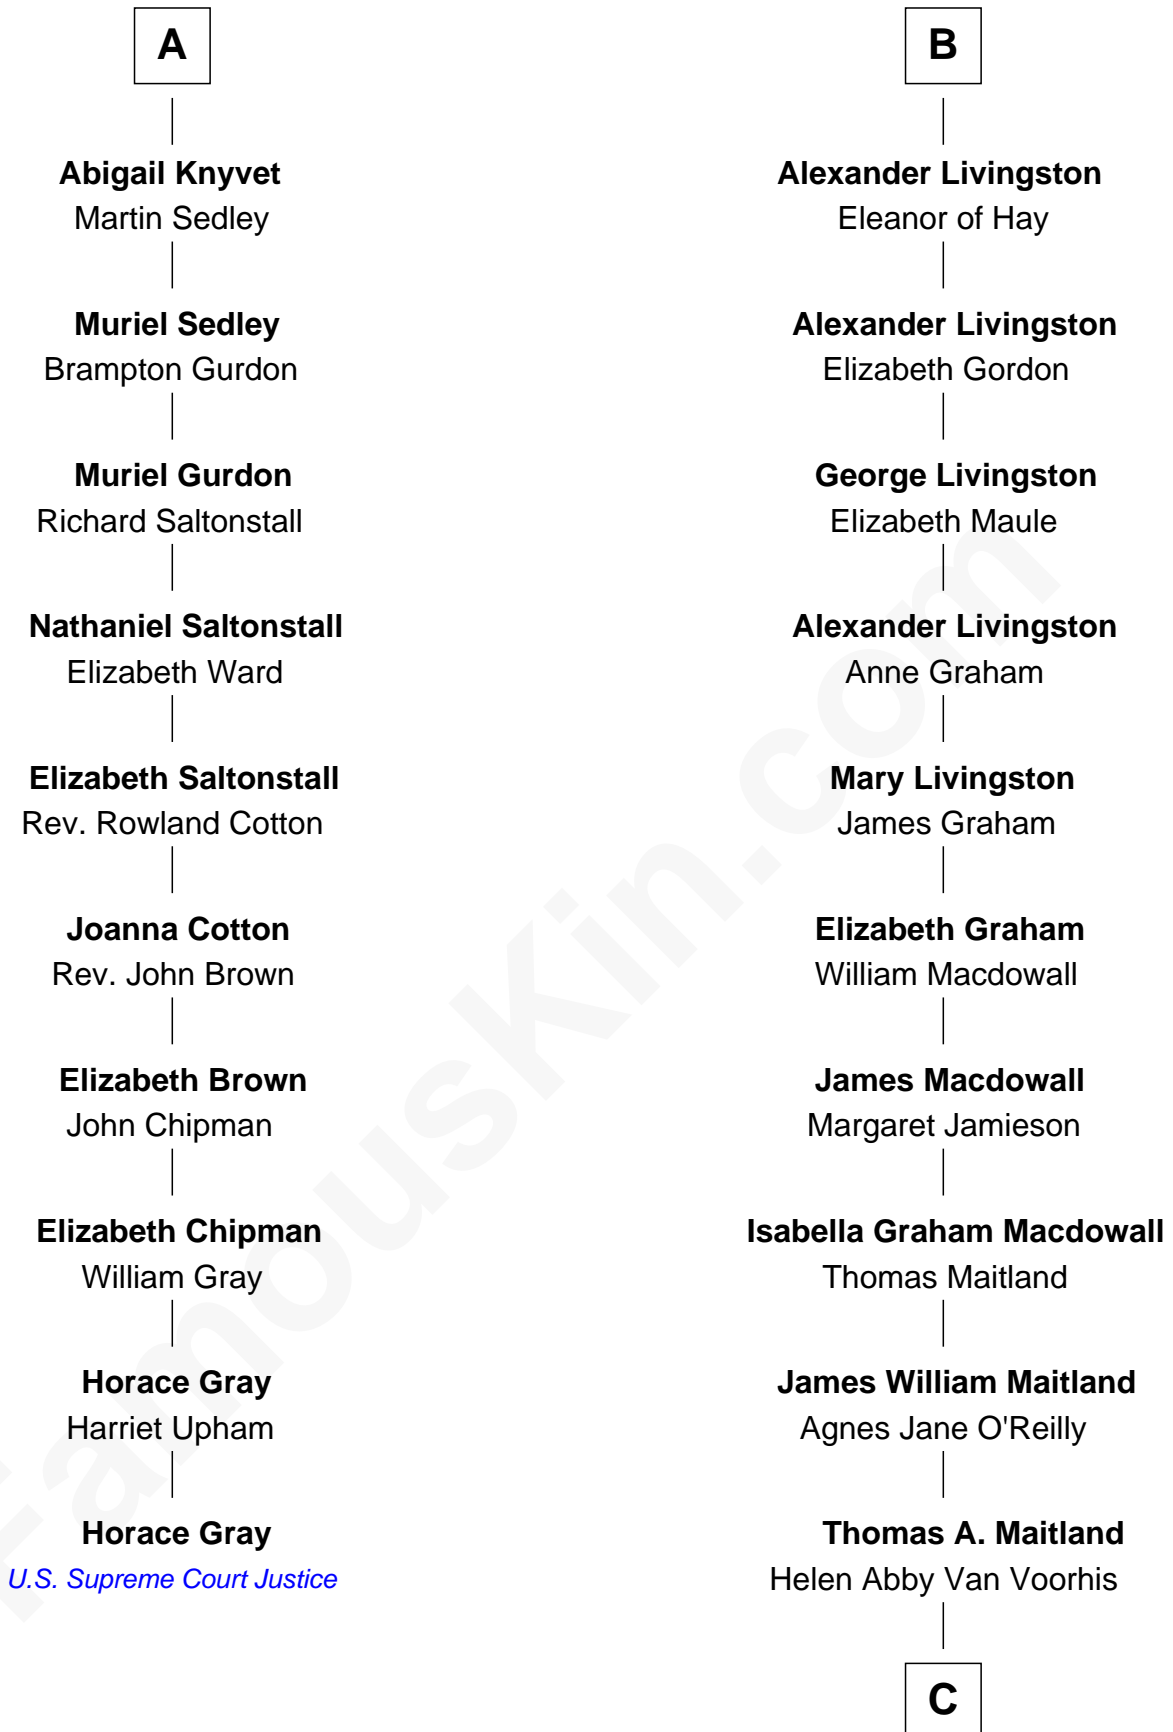 A
Abigail Knyvet
Martin Sedley
Muriel Sedley
Brampton Gurdon
Muriel Gurdon
Richard Saltonstall
Nathaniel Saltonstall
Elizabeth Ward
Elizabeth Saltonstall
Rev. Rowland Cotton
Joanna Cotton
Rev. John Brown
Elizabeth Brown
John Chipman
Elizabeth Chipman
William Gray
Horace Gray
Harriet Upham
Horace Gray
U.S. Supreme Court Justice
B
Alexander Livingston
Eleanor of Hay
Alexander Livingston
Elizabeth Gordon
George Livingston
Elizabeth Maule
Alexander Livingston
Anne Graham
Mary Livingston
James Graham
Elizabeth Graham
William Macdowall
James Macdowall
Margaret Jamieson
Isabella Graham Macdowall
Thomas Maitland
James William Maitland
Agnes Jane O'Reilly
Thomas A. Maitland
Helen Abby Van Voorhis
C
FamousKin.com